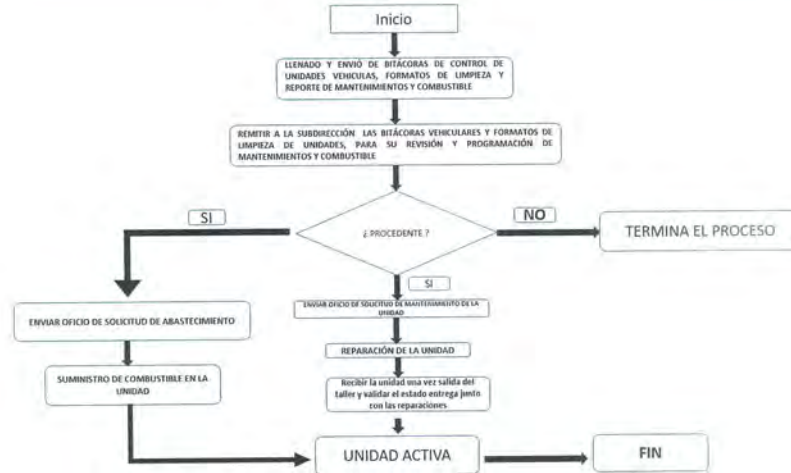 Inicio
LLENADO Y ENVIÓ DE BITÁCORAS DE CONTROL DE
UNIDADES VEHICULAS, FORMATOS DE LIMPIEZA Y
REPORTE DE MANTENIMIENTOS Y COMBUSTIBLE
REMITIR A LA SUBDIRECCIÓN LAS BITÁCORAS VEHICULARES Y FORMATOS DE
LIMPIEZA DE UNIDADES, PARA SU REVISIÓN Y PROGRAMACIÓN DE
MANTENIMIENTOS Y COMBUSTIBLE
SI
NO
¿ PROCEDENTE ?
TERMINA EL PROCESO
SI
ENVIAR OFICIO DE SOLICITUD DE ABASTECIMIENTO
ENVIAR OFICIO DE SOLICITUD DE MANTENIMIENTO DE LA
UNIDAD
REPARACIÓN DE LA UNIDAD
SUMINISTRO DE COMBUSTIBLE EN LA
UNIDAD
Recibir la unidad una vez salida del
taller y validar el estado entrega junto
con las reparaciones
UNIDAD ACTIVA
FIN